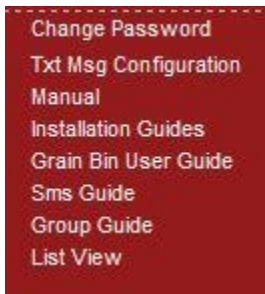 Change Password
Txt Msg Configuration
Manual
Installation Guides
Grain Bin User Guide
Sms Guide
Group Guide
List View